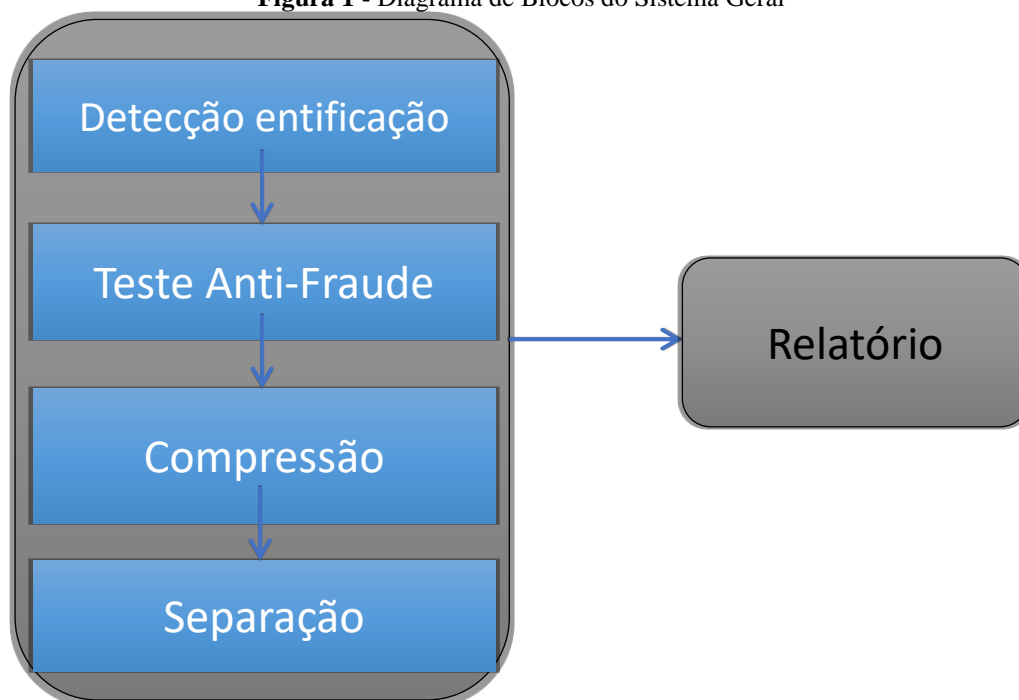 Figura 1 - Diagrama de Blocos do Sistema Geral
Detecção entificação
Teste Anti-Fraude
Compressão
Separação
Relatório